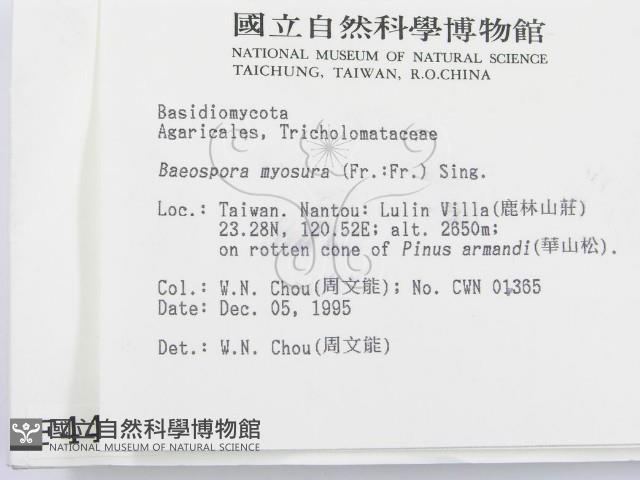 國立自然科學博物館
NATIONAL MUSEUM OF NATURAL SCIENCE
TAICHUNG, TAIWAN, R.O.CHINA
Basidiomycota
Agaricales, Tricholomataceae
Baeospora myosura (Fr.:Fr.) Sing.
Loc.: Taiwan. Nantou: Lulin Villa(鹿林山莊)
23.28N, 120.52E; alt. 2650m;
on rotten cone of Pinus armandi(華山松).
Col.: W.N. Chou(周文能); No. CWN 01365
Date: Dec. 05, 1995
Det.: W.N. Chou(周文能)
44
國立自然科學博物館
NATIONAL MUSEUM OF NATURAL SCIENCE